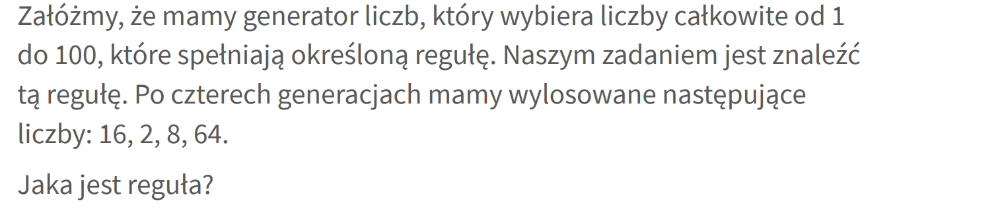 Załóżmy, że mamy generator liczb, który wybiera liczby całkowite od 1
do 100, które spełniają określoną regułę. Naszym zadaniem jest znaleźć
tą regułę. Po czterech generacjach mamy wylosowane następujące
liczby: 16, 2, 8, 64.
Jaka jest reguła?